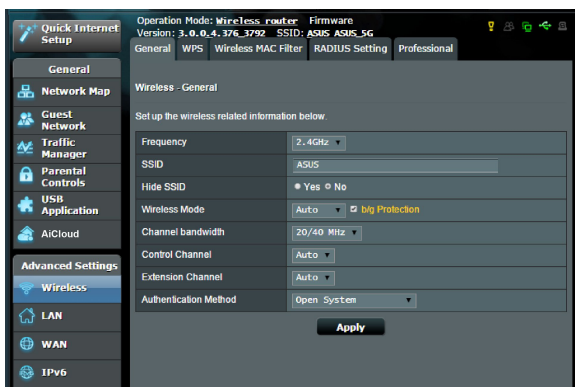 Quick Internet
Setup
Operation Mode: Wireless router Firmware
Version: 3.0.0.4.376_3792 SSID: ASUS ASUS_5G
General WPS Wireless MAC Filter RADIUS Setting Professional
General
Network Map
Guest
Network
Traffic
Manager
Parental
Controls
USB
Application
AiCloud
Advanced Settings
Wireless
LAN
WAN
IPv6
Wireless - General
Set up the wireless related information below.
Frequency 2.4GHz
SSID ASUS
Hide SSID Yes No
Wireless Mode Auto b/g Protection
Channel bandwidth 20/40 MHz
Control Channel Auto
Extension Channel Auto
Authentication Method Open System
Apply